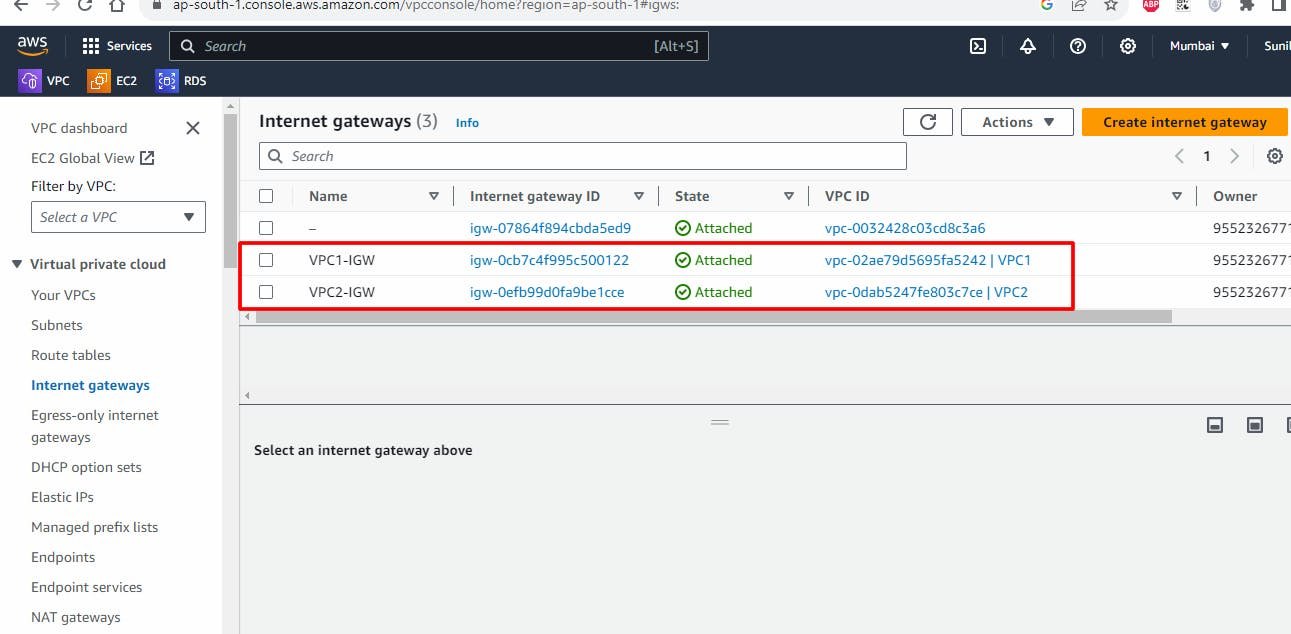 ap-south-1.console.aws.amazon.com/vpcconsole/home?region=ap-south-1#igws:
ABP
aws Services Search [Alt+S] Mumbai Sunil
VPC EC2 RDS
VPC dashboard
EC2 Global View
Filter by VPC:
Select a VPC
Virtual private cloud
Your VPCs
Subnets
Route tables
Internet gateways
Egress-only internet
gateways
DHCP option sets
Elastic IPs
Managed prefix lists
Endpoints
Endpoint services
NAT gateways
Internet gateways (3) Info Actions Create internet gateway
Search 1
Name Internet gateway ID State VPC ID Owner
– igw-07864f894cbda5ed9 Attached vpc-0032428c03cd8c3a6 9552326771
VPC1-IGW igw-0cb7c4f995c500122 Attached vpc-02ae79d5695fa5242 | VPC1 9552326771
VPC2-IGW igw-0efb99d0fa9be1cce Attached vpc-0dab5247fe803c7ce | VPC2 9552326771
Select an internet gateway above